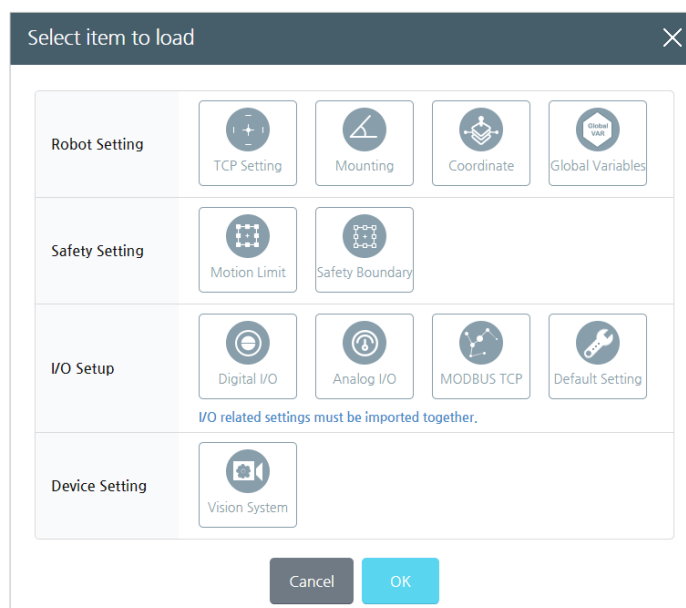 Select item to load
Robot Setting
TCP Setting
Mounting
Coordinate
Global
VAR
Global Variables
Safety Setting
Motion Limit
Safety Boundary
I/O Setup
Digital I/O
Analog I/O
MODBUS TCP
Default Setting
I/O related settings must be imported together.
Device Setting
Vision System
Cancel
OK